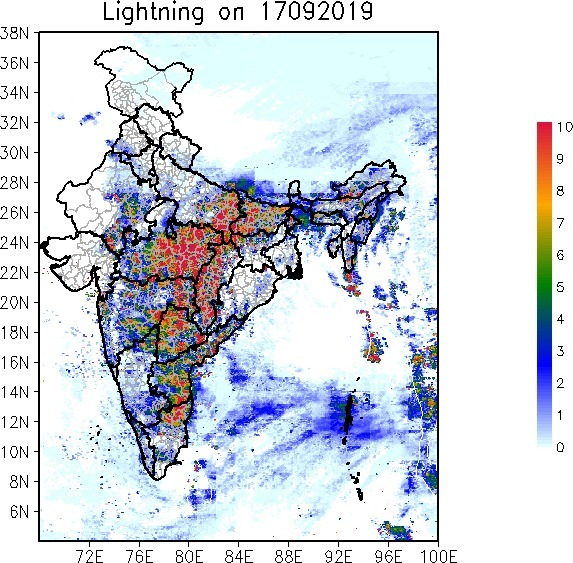 Lightning on 17092019
38N
36N
34N
32N
30N
28N
26N
24N
22N
20N
18N
16N
14N
12N
10N
8N
6N
72E 76E 80E 84E 88E 92E 96E 100E
10
9
8
7
6
5
4
3
2
1
0